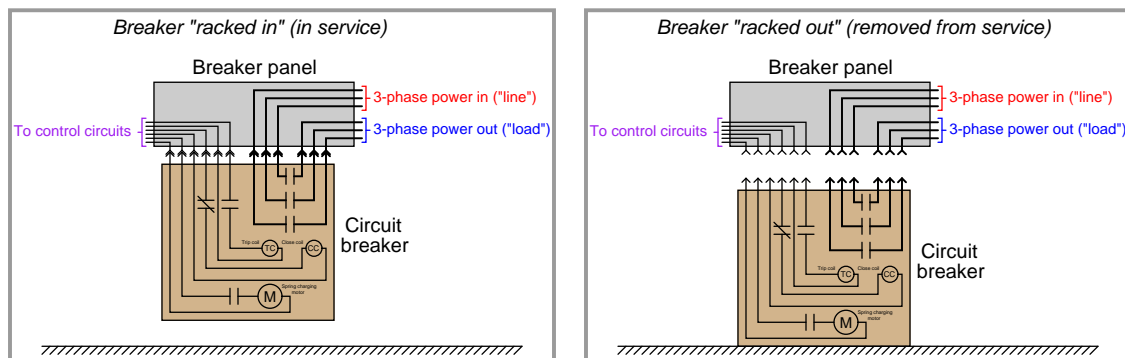 Breaker "racked in" (in service)
Breaker panel
3-phase power in ("line")
To control circuits
3-phase power out ("load")
Circuit
breaker
Trip coil
TC
Close coil
CC
Spring charging
motor
M
Breaker "racked out" (removed from service)
Breaker panel
3-phase power in ("line")
To control circuits
3-phase power out ("load")
Circuit
breaker
Trip coil
TC
Close coil
CC
Spring charging
motor
M